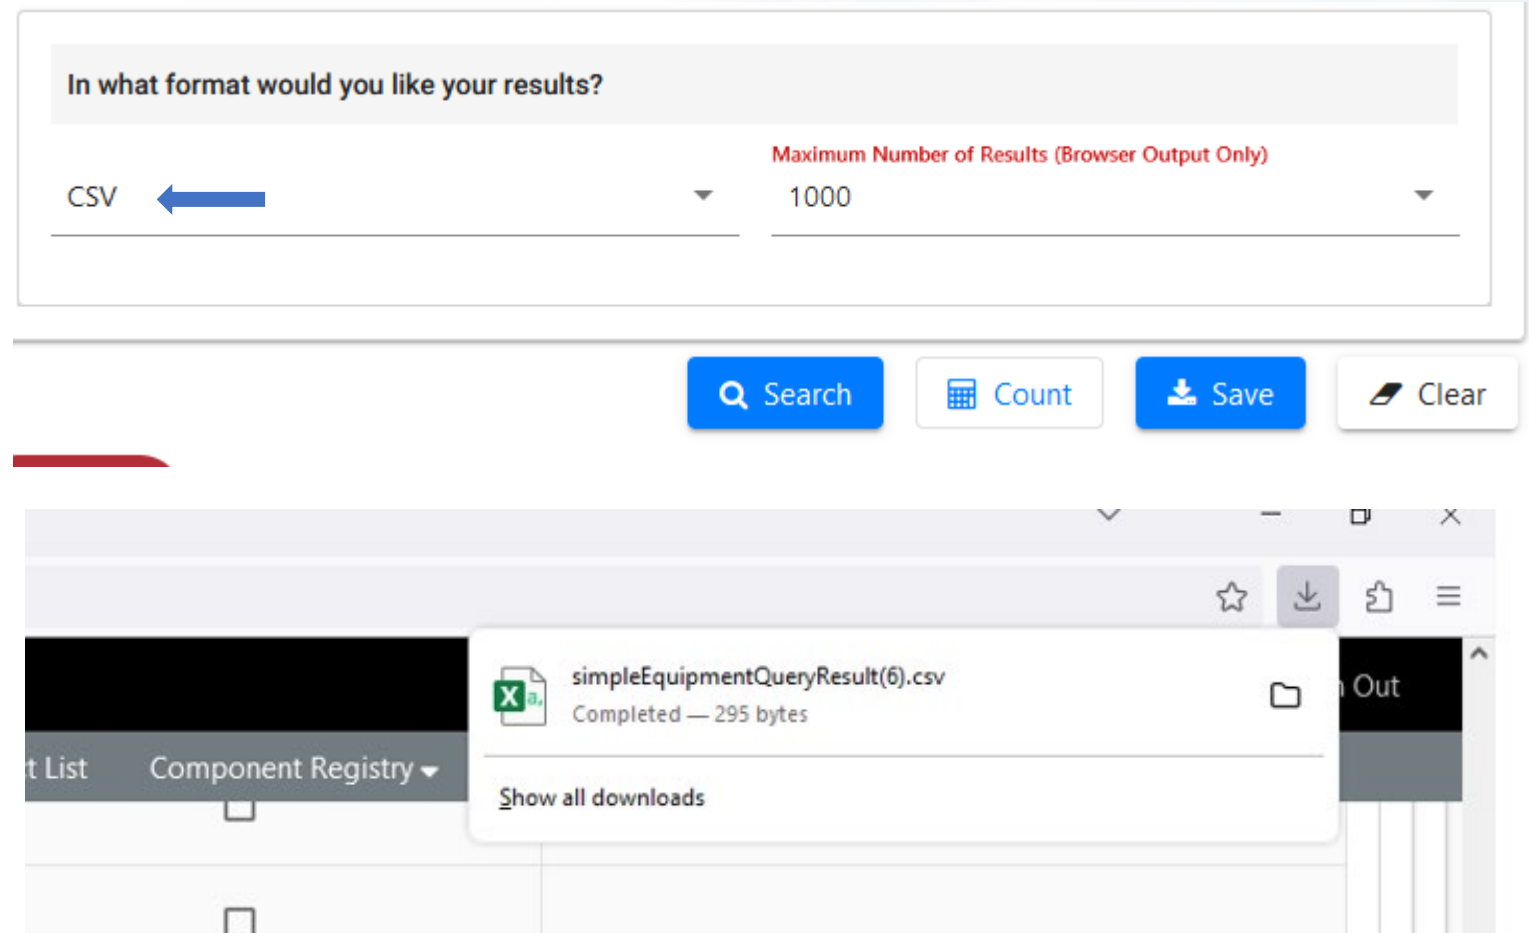 In what format would you like your results?
Maximum Number of Results (Browser Output Only)
CSV
1000
Search
Count
Save
Clear
simpleEquipmentQueryResult(6).csv
Completed — 295 bytes
Out
t List
Component Registry
Show all downloads